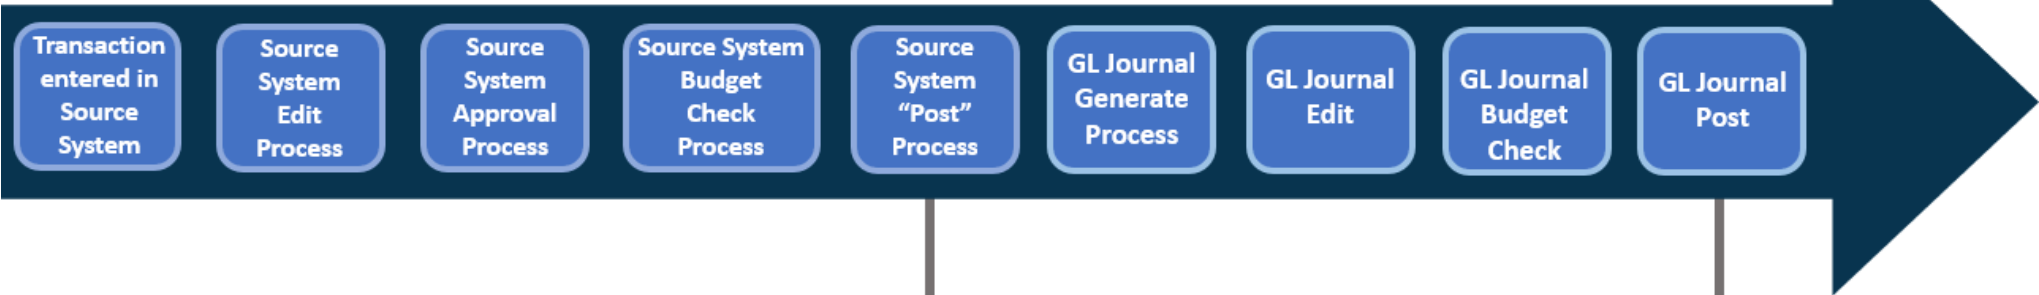 Transaction
entered in
Source
System
Source
System
Edit
Process
Source
System
Approval
Process
Source System
Budget
Check
Process
Source
System
“Post”
Process
GL Journal
Generate
Process
GL Journal
Edit
GL Journal
Budget
Check
GL Journal
Post